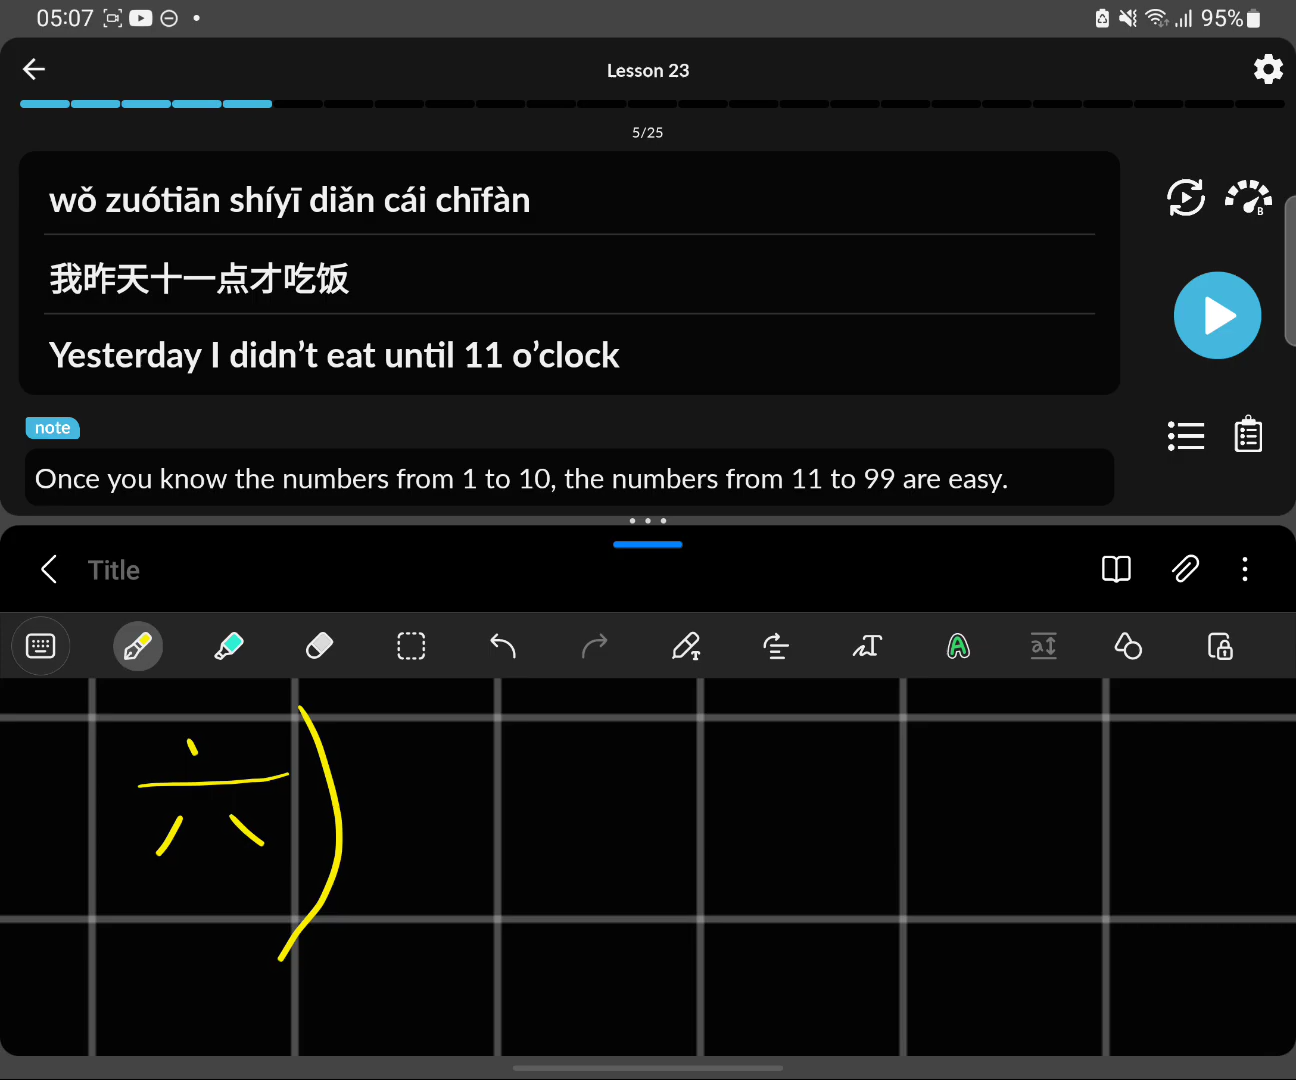 05:07
95%
Lesson 23
5/25
wǒ zuótiān shíyī diǎn cái chīfàn
B
我昨天十一点才吃饭
Yesterday I didn't eat until 11 o'clock
note
Once you know the numbers from 1 to 10, the numbers from 11 to 99 are easy.
Title
T
T
A
a
六)